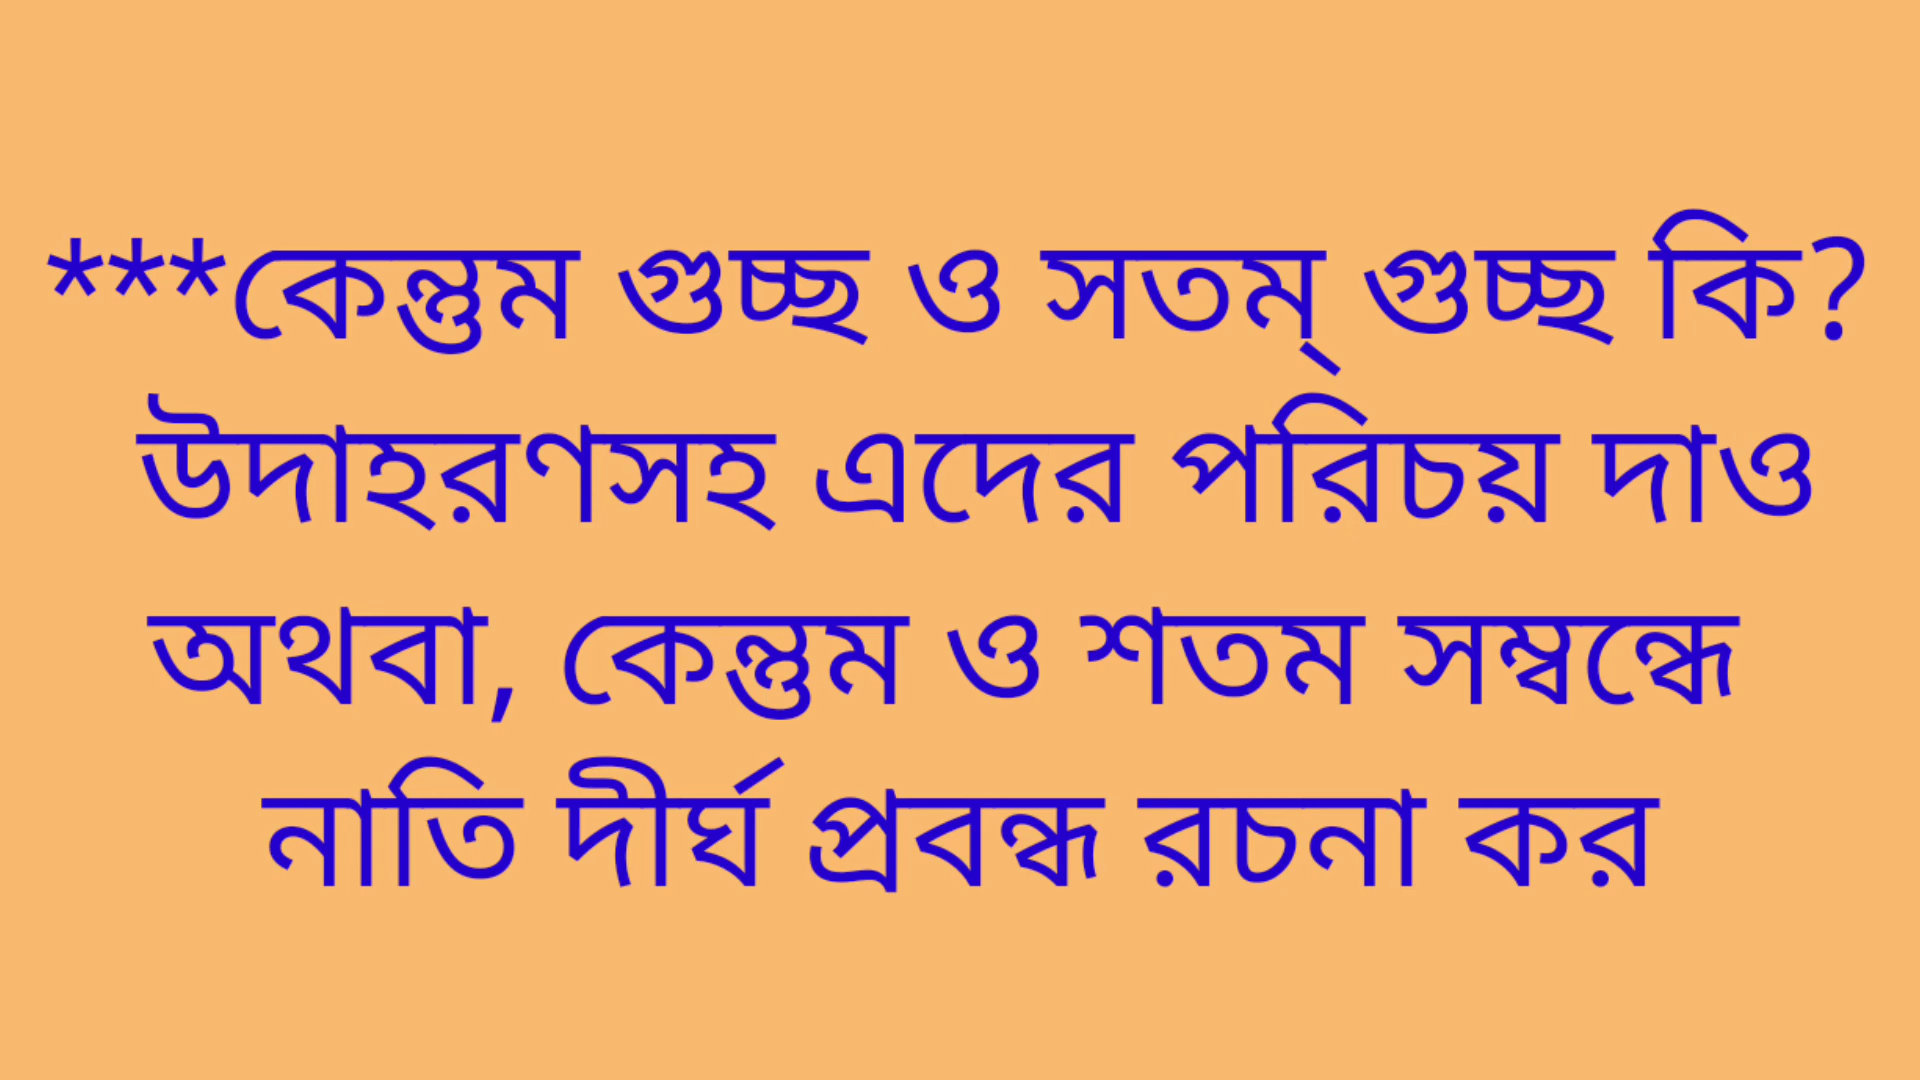 ***কেন্তুম গুচ্ছ ও সতম্ গুচ্ছ কি?
উদাহরণসহ এদের পরিচয় দাও
অথবা, কেন্তুম ও শতম সম্বন্ধে
নাতি দীর্ঘ প্রবন্ধ রচনা কর